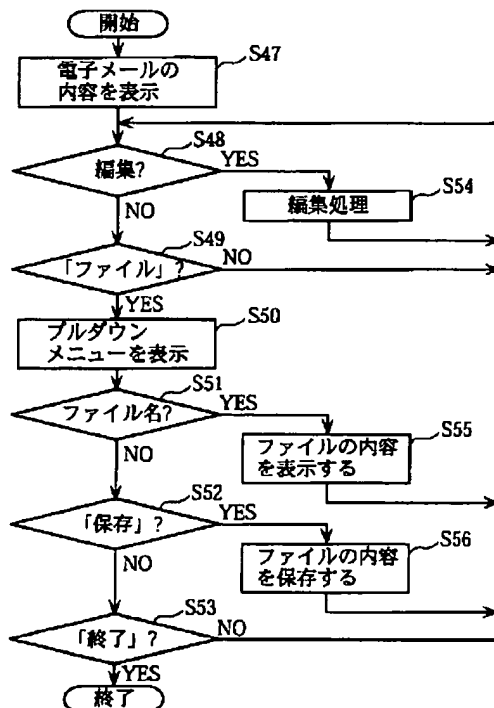 開始
S47
電子メールの
内容を表示
S48
編集?
YES
S54
編集処理
NO
S49
「ファイル」?
NO
YES
S50
プルダウン
メニューを表示
S51
ファイル名?
YES
S55
ファイルの内容
を表示する
NO
S52
「保存」?
YES
S56
ファイルの内容
を保存する
NO
S53
「終了」?
NO
YES
終了